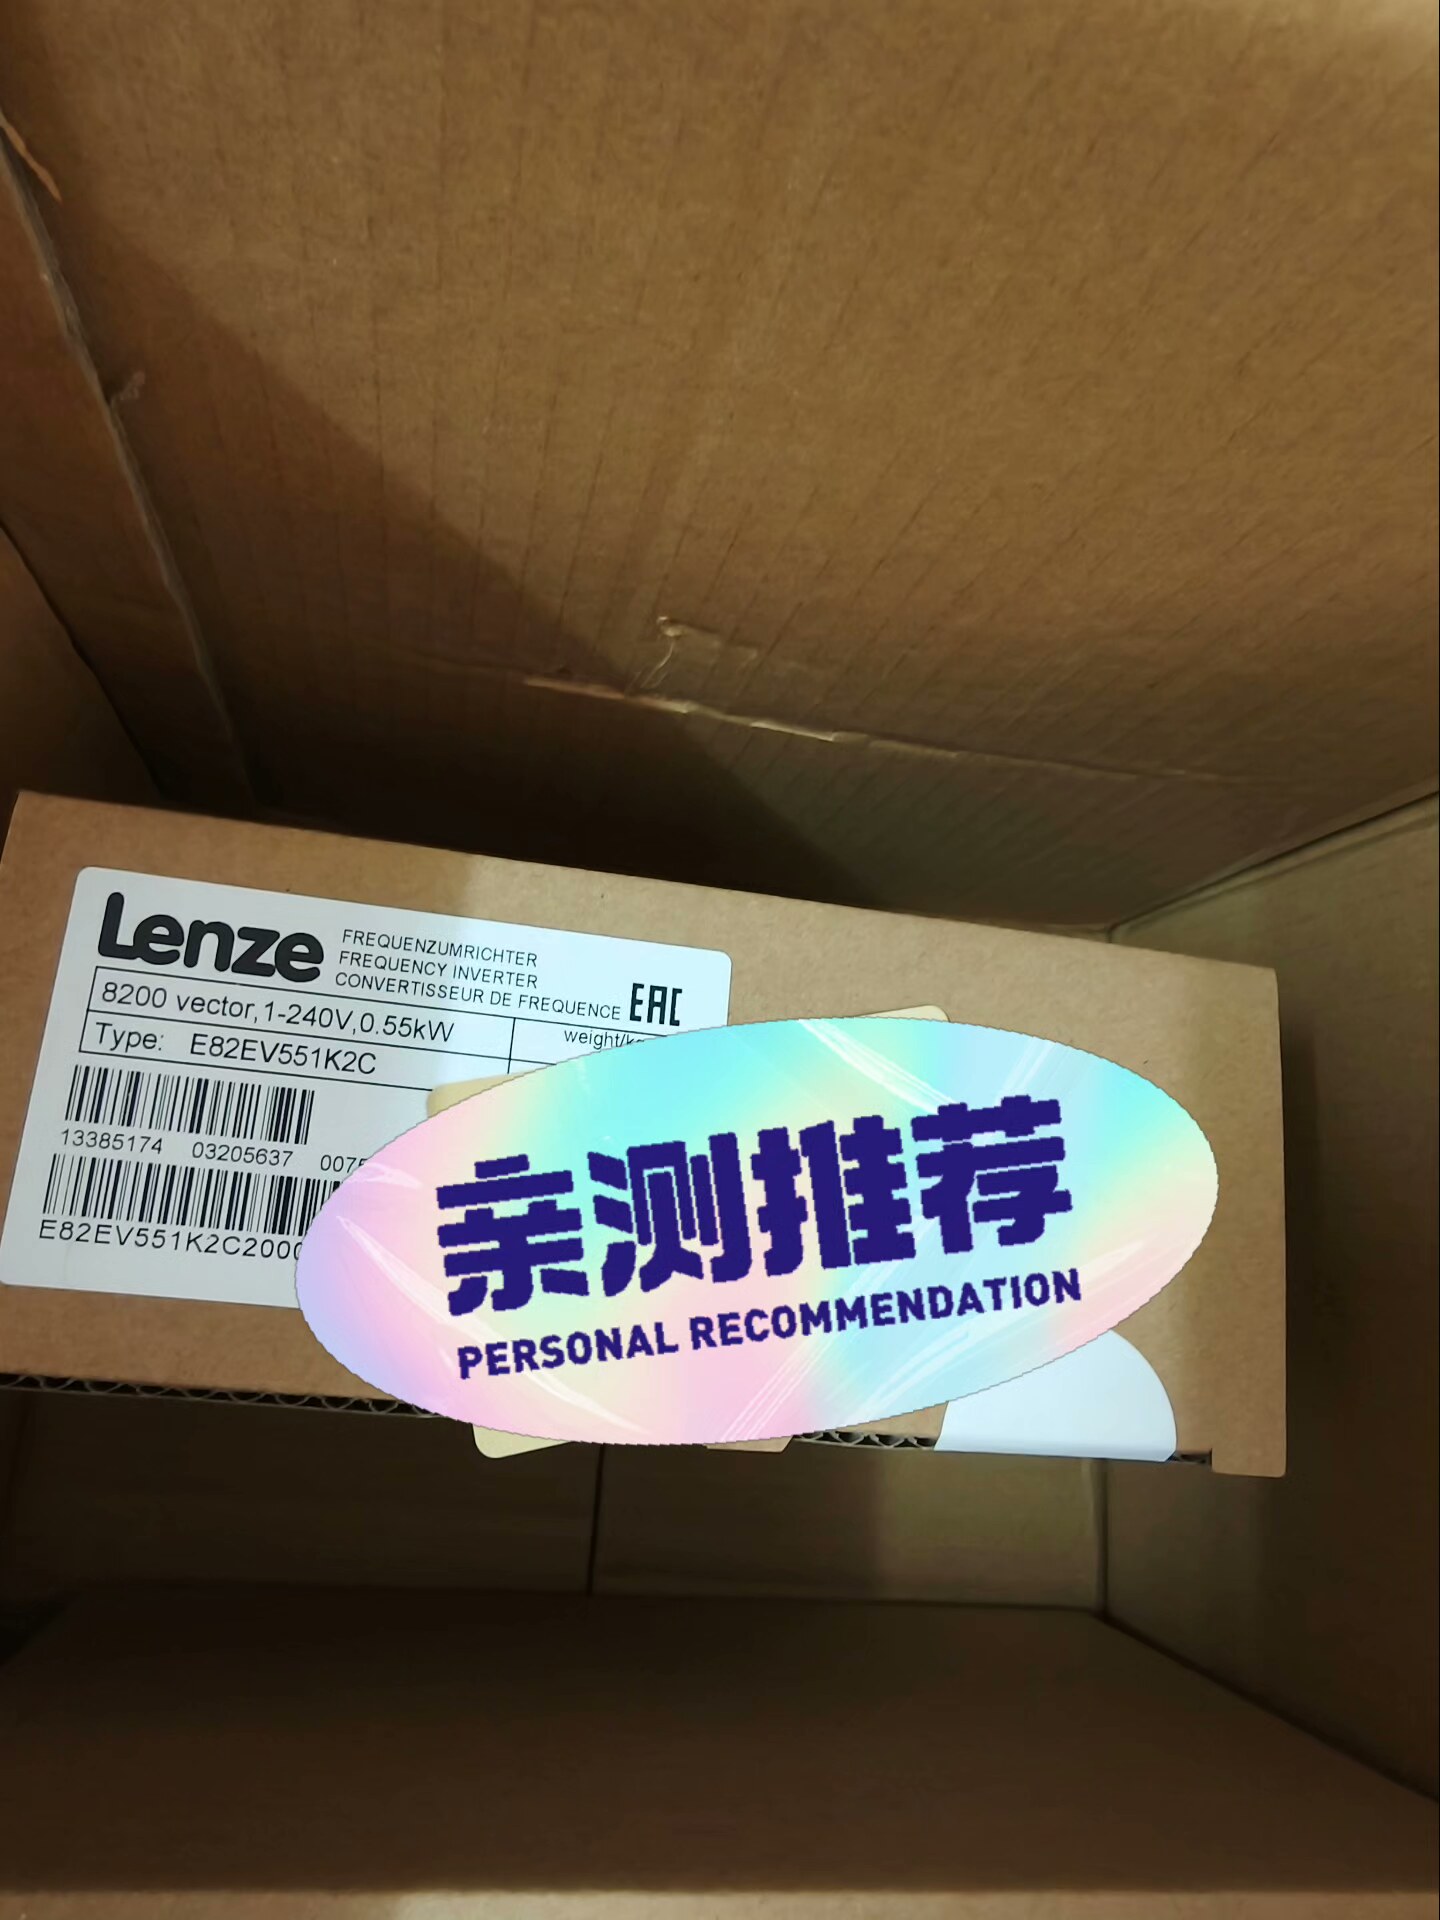 Lenze
FREQUENZUMRICHTER
FREQUENCY INVERTER
CONVERTISSEUR DE FREQUENCE
EAC
8200 vector,1-240V,0.55kW
Type: E82EV551K2C
13385174 03205637
亲测推荐
PERSONAL RECOMMENDATION